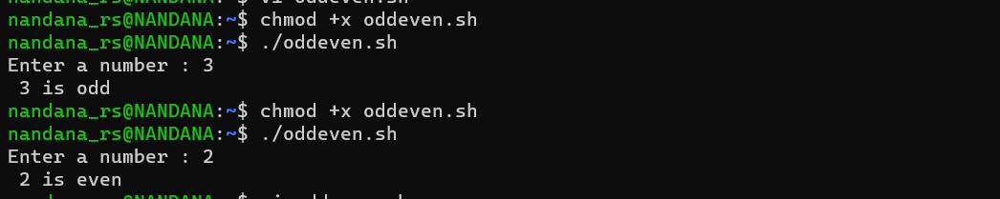 nandana_rs@NANDANA:~$ chmod +x oddeven.sh
nandana_rs@NANDANA:~$ ./oddeven.sh
Enter a number : 3
 3 is odd
nandana_rs@NANDANA:~$ chmod +x oddeven.sh
nandana_rs@NANDANA:~$ ./oddeven.sh
Enter a number : 2
 2 is even